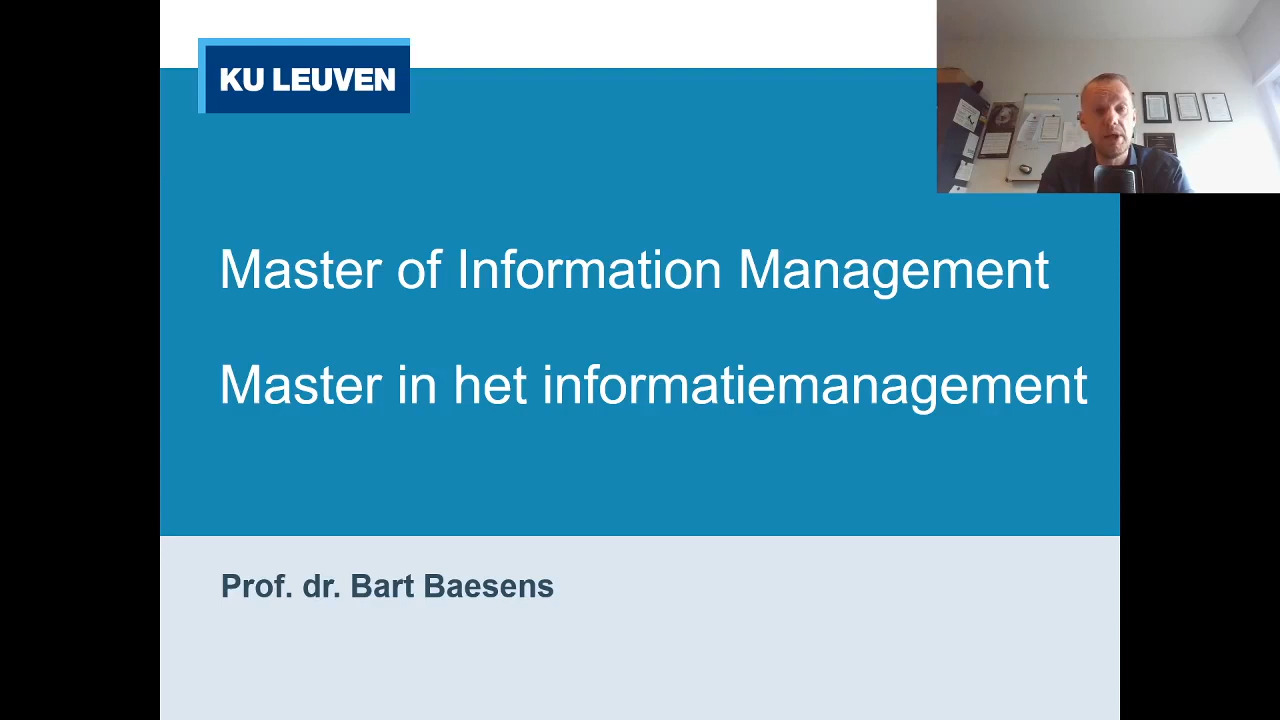 KU LEUVEN
Master of Information Management
Master in het informatiemanagement
Prof. dr. Bart Baesens